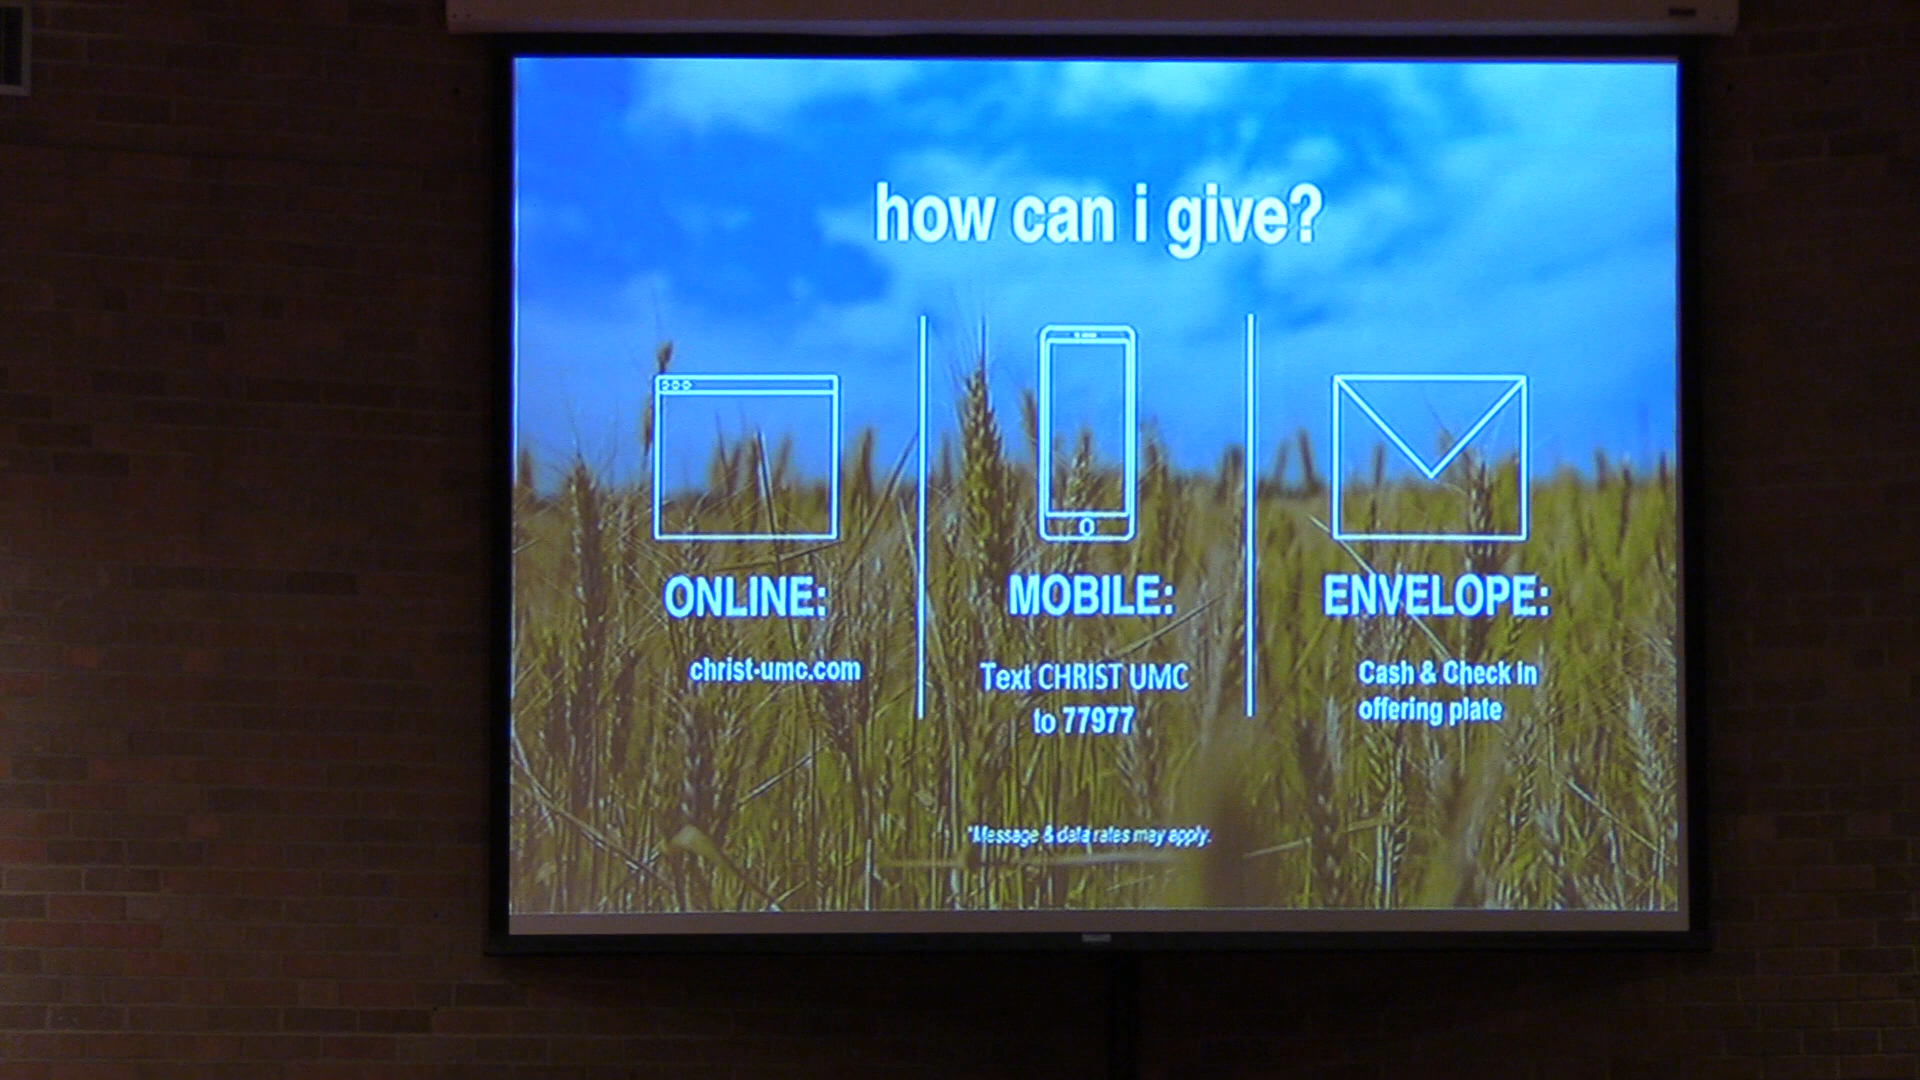 how can i give?
ONLINE:
christ-umc.com
MOBILE:
Text CHRIST UMC
to 77977
ENVELOPE:
Cash & Check in
offering plate
*Message & data rates may apply.